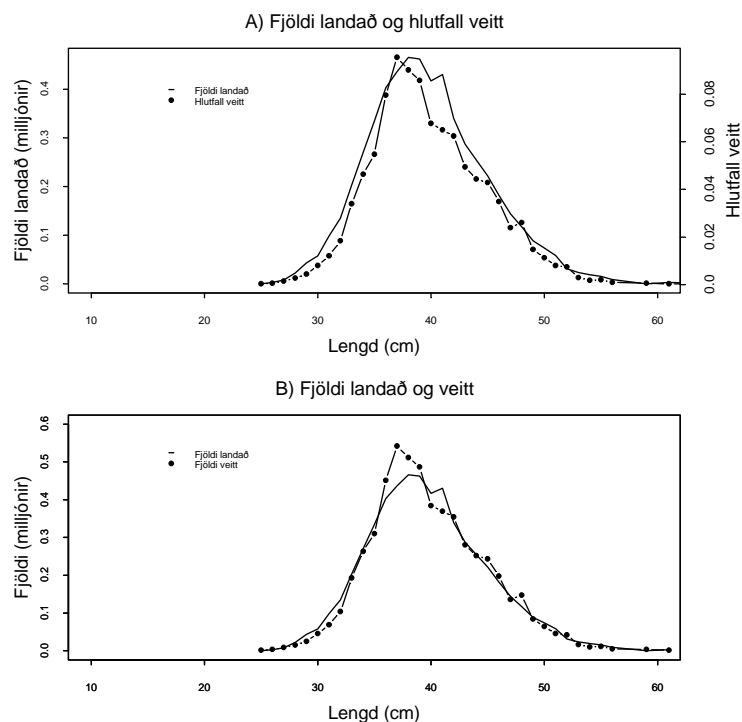 A) Fjöldi landað og hlutfall veitt
Fjöldi landað (milljónir)
0.0 0.1 0.2 0.3 0.4
Fjöldi landað
Hlutfall veitt
0.00 0.02 0.04 0.06 0.08
Hlutfall veitt
10 20 30 40 50 60
Lengd (cm)
B) Fjöldi landað og veitt
Fjöldi (milljónir)
0.0 0.1 0.2 0.3 0.4 0.5 0.6
Fjöldi landað
Fjöldi veitt
10 20 30 40 50 60
Lengd (cm)